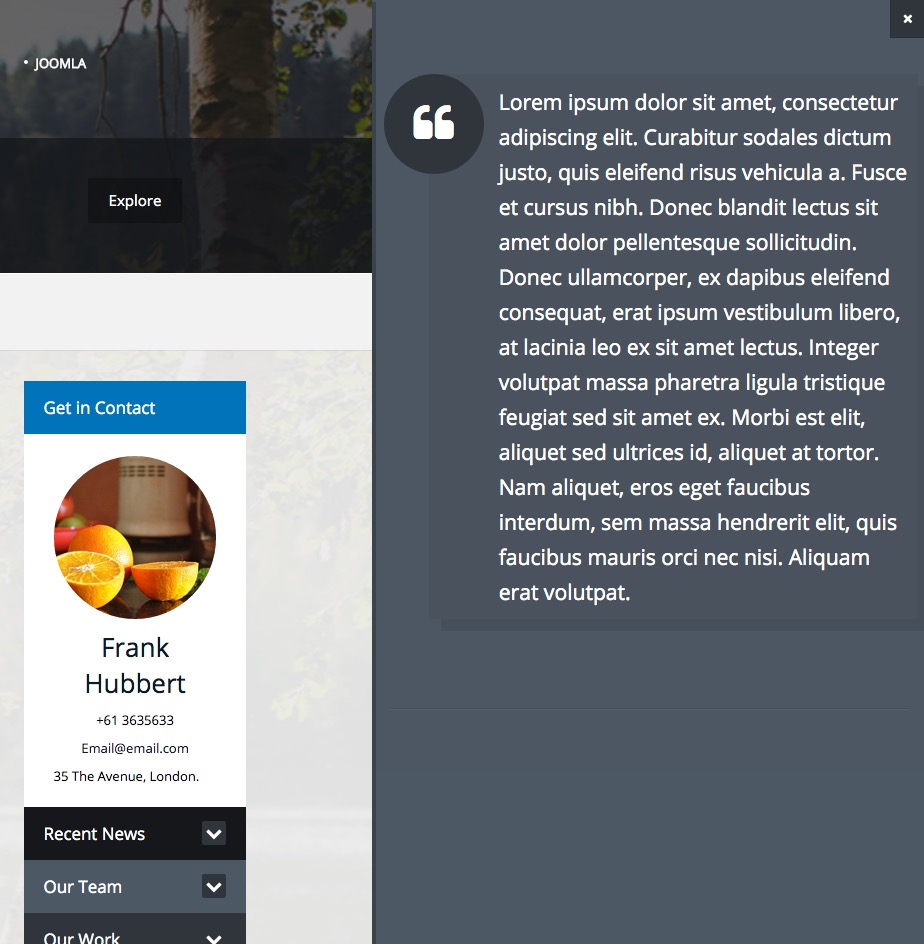 • JOOMLA
Explore
Get in Contact
Frank
Hubbert
+61 3635633
Email@email.com
35 The Avenue, London.
Recent News
Our Team
Our Work
Lorem ipsum dolor sit amet, consectetur
adipiscing elit. Curabitur sodales dictum
justo, quis eleifend risus vehicula a. Fusce
et cursus nibh. Donec blandit lectus sit
amet dolor pellentesque sollicitudin.
Donec ullamcorper, ex dapibus eleifend
consequat, erat ipsum vestibulum libero,
at lacinia leo ex sit amet lectus. Integer
volutpat massa pharetra ligula tristique
feugiat sed sit amet ex. Morbi est elit,
aliquet sed ultrices id, aliquet at tortor.
Nam aliquet, eros eget faucibus
interdum, sem massa hendrerit elit, quis
faucibus mauris orci nec nisi. Aliquam
erat volutpat.